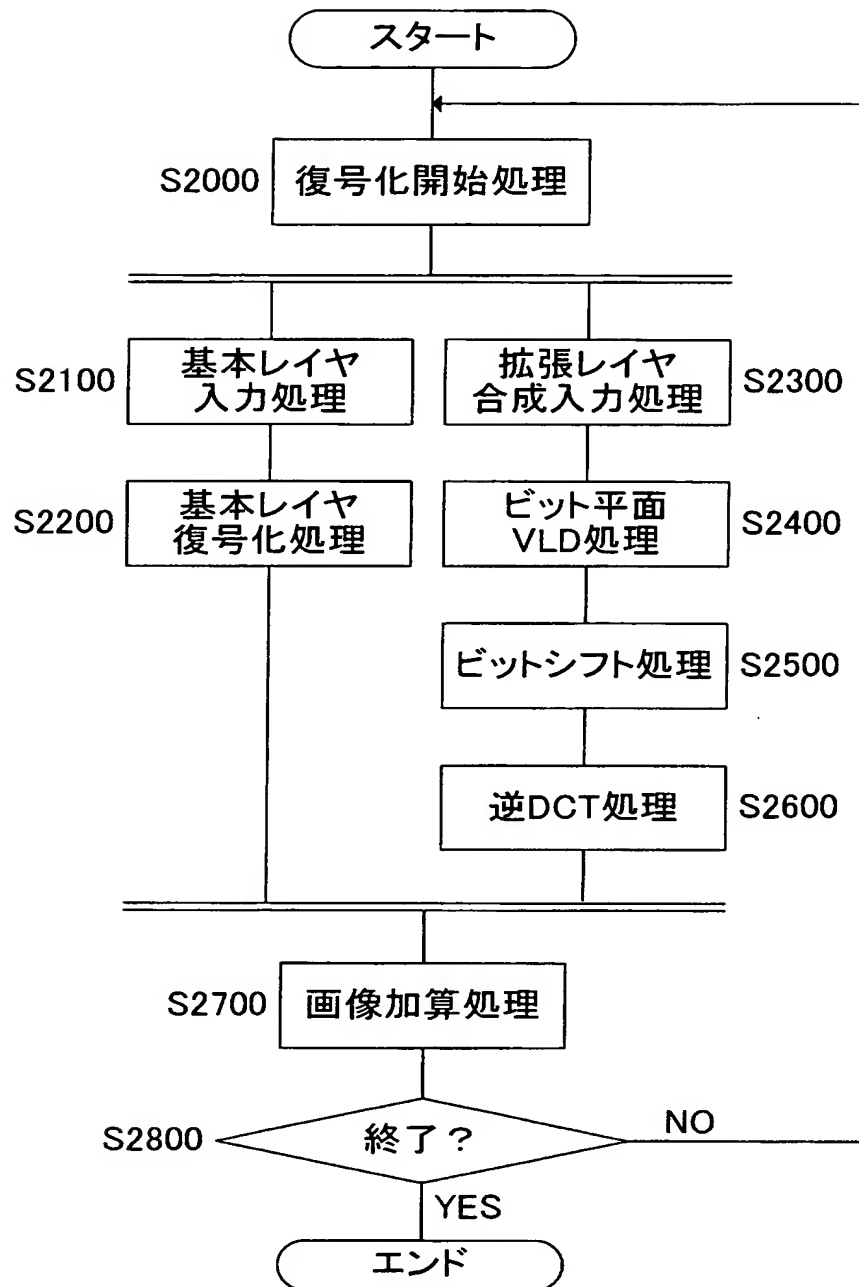 スタート
S2000
復号化開始処理
S2100
基本レイヤ
入力処理
拡張レイヤ
合成入力処理
S2300
S2200
基本レイヤ
復号化処理
ビット平面
VLD処理
S2400
ビットシフト処理
S2500
逆DCT処理
S2600
S2700
画像加算処理
S2800
終了？
NO
YES
エンド